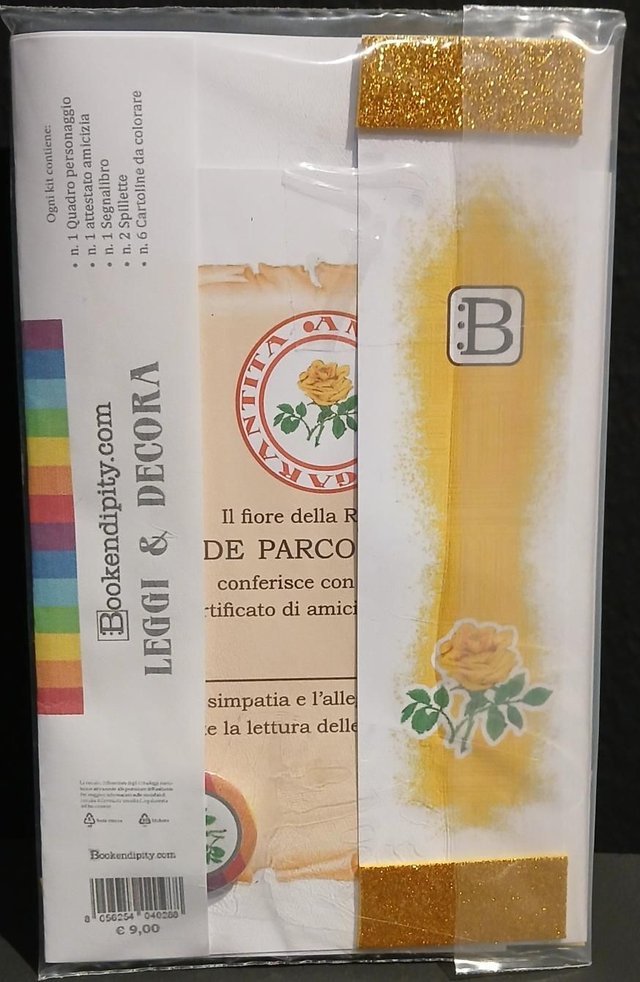 Ogni kit contiene:
• n. 1 Quadro personaggio
• n. 1 attestato amicizia
• n. 1 Segnalibro
• n. 2 Spillette
• n. 6 Cartoline da colorare
Bookendipity.com
LEGGI & DECORA
Bookendipity.com
8 056254 040288
€ 9,00
GARANTITA • AM
Il fiore della R
DE PARCO
conferisce con
rtificato di amici
simpatia e l'alle
e la lettura delle
B